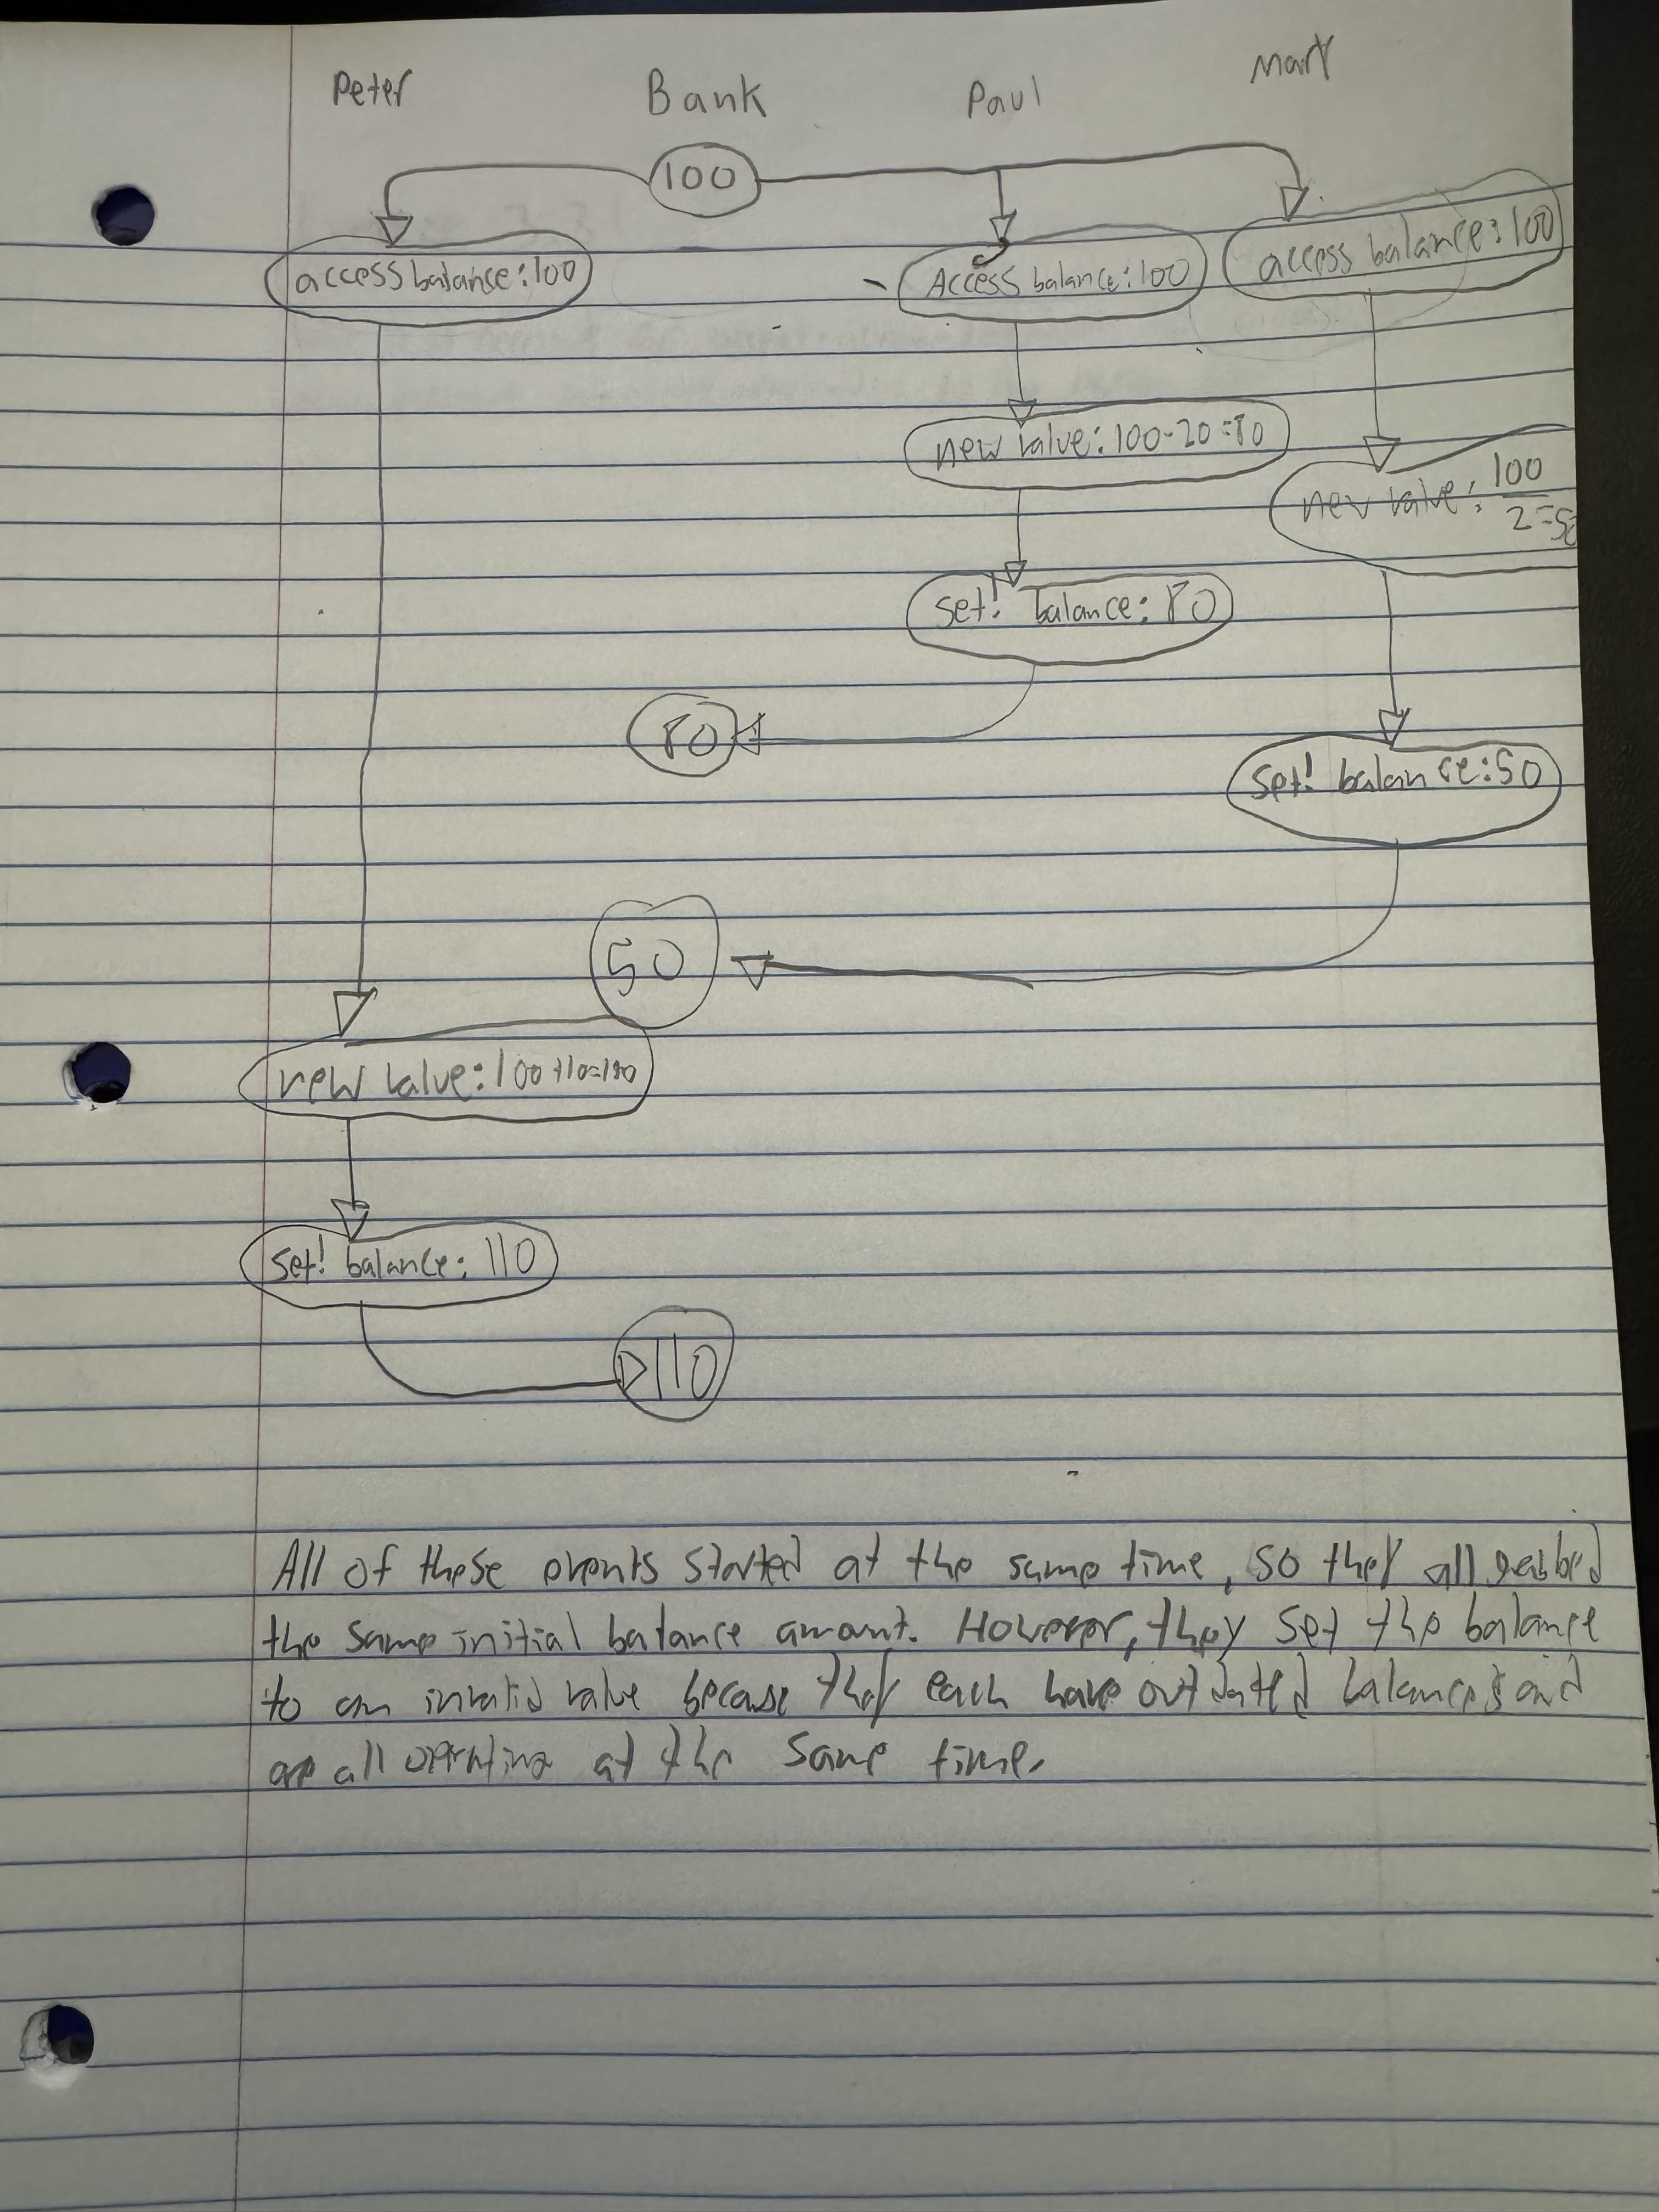 Peter Bank Paul Mary
100
access balance:100 Access balance:100 access balance:100
new value:100-20=80
new value: 100/2=50
set! balance: 80
80
set! balance:50
50
new value:100+10=110
set! balance: 110
110
All of these events started at the same time, so they all grabbed
the same initial balance amount. However, they set the balance
to an invalid value because they each have outdated balances and
are all operating at the same time.